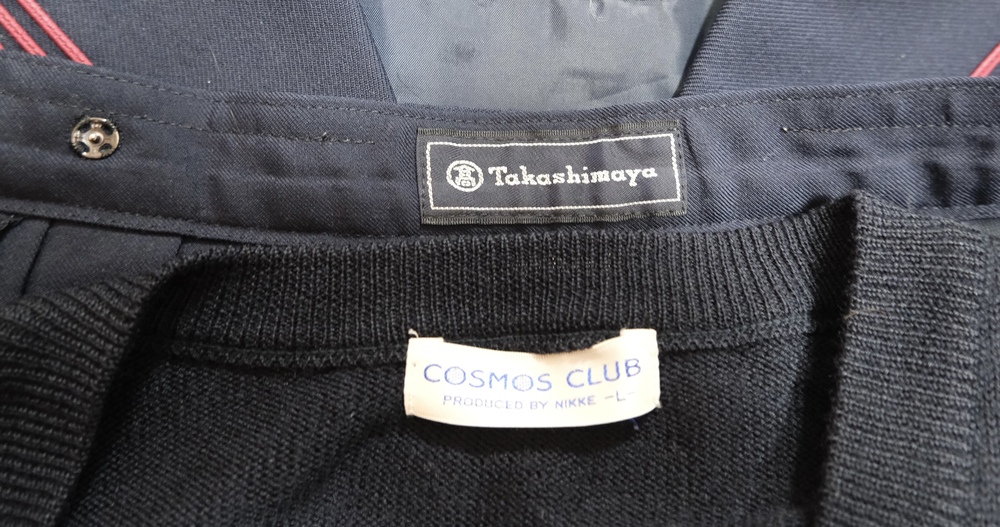 髙 Takashimaya
COSMOS CLUB
PRODUCED BY NIKKE -L-